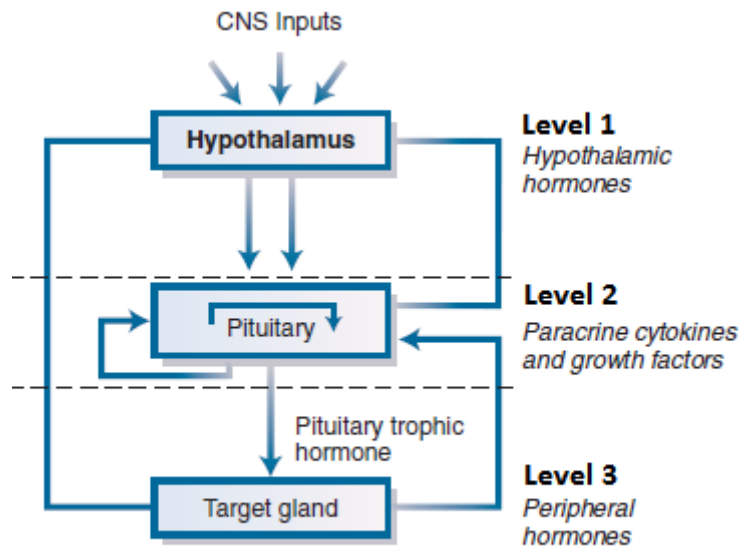 CNS Inputs
Hypothalamus
Level 1
Hypothalamic
hormones
Level 2
Pituitary
Paracrine cytokines
and growth factors
Pituitary trophic
hormone
Level 3
Target gland
Peripheral
hormones